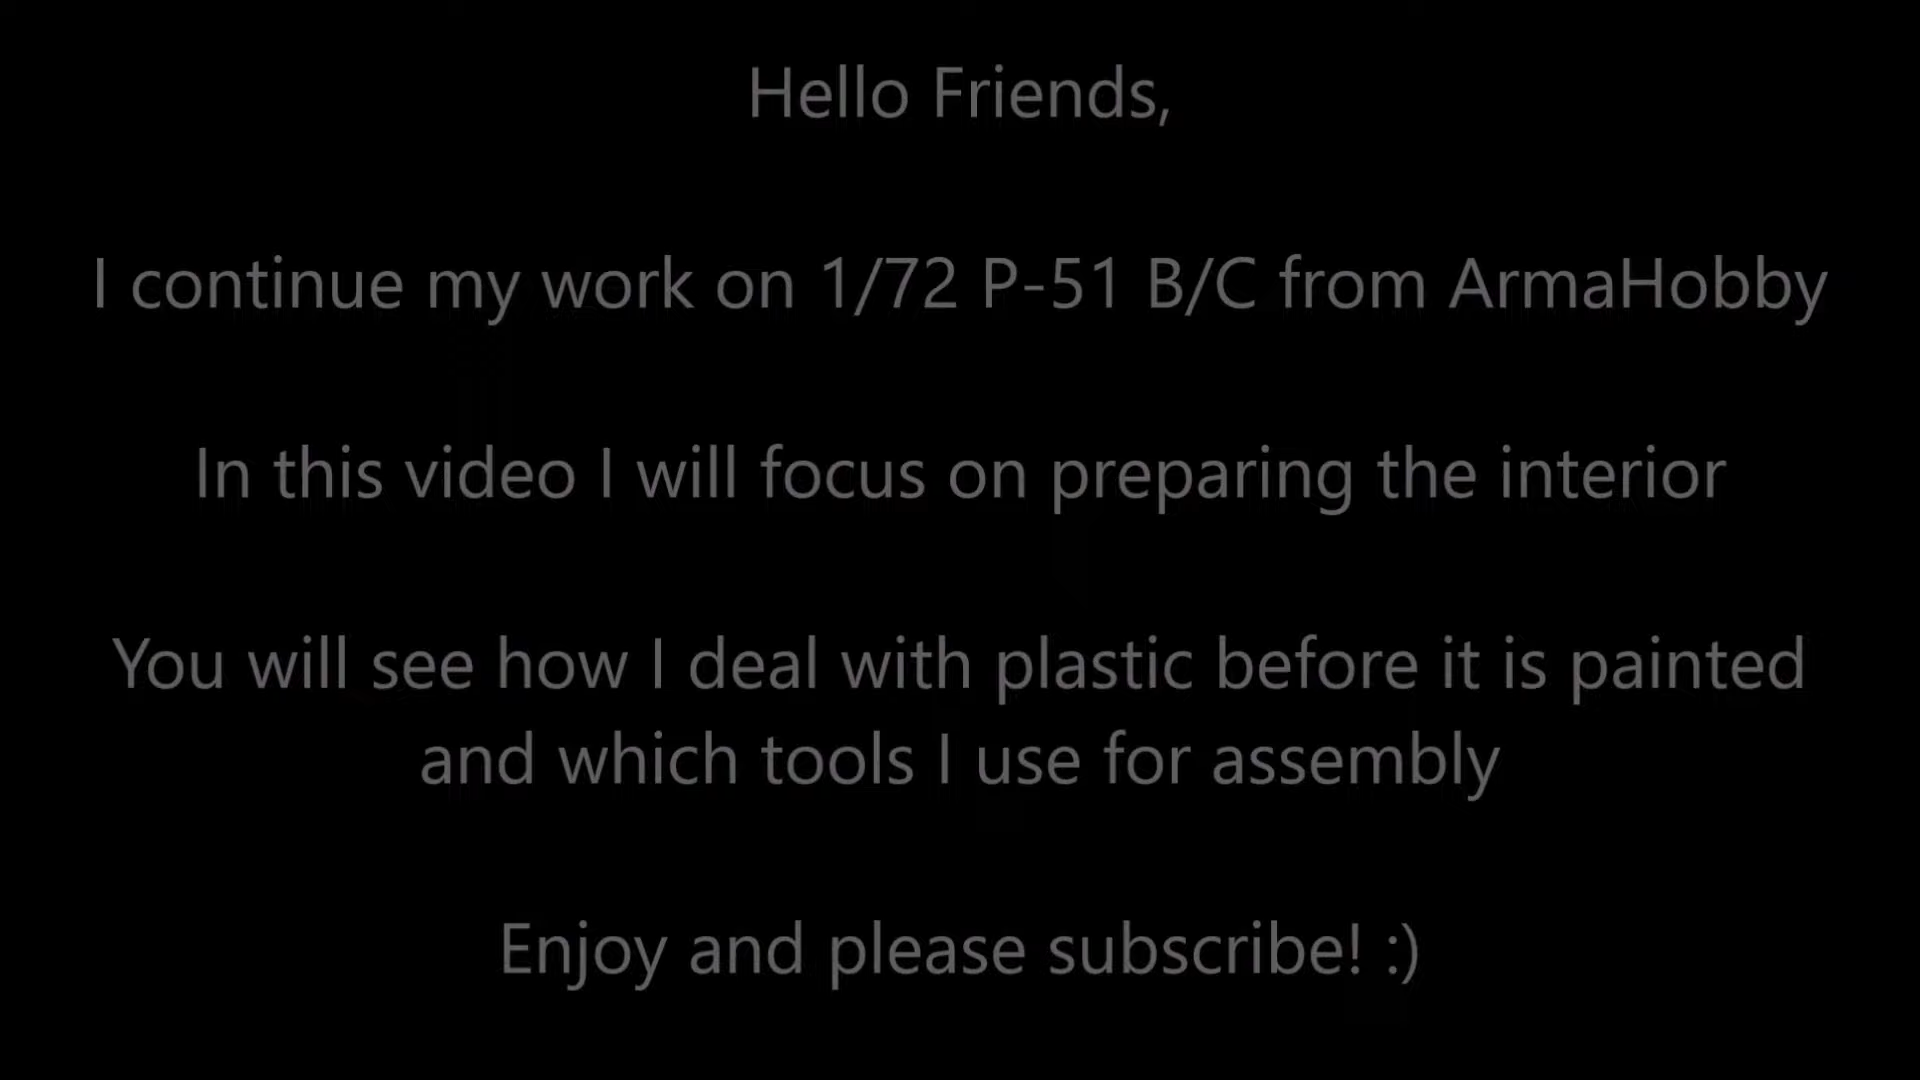 Hello Friends,
I continue my work on 1/72 P-51 B/C from ArmaHobby
In this video I will focus on preparing the interior
You will see how I deal with plastic before it is painted
and which tools I use for assembly
Enjoy and please subscribe! :)